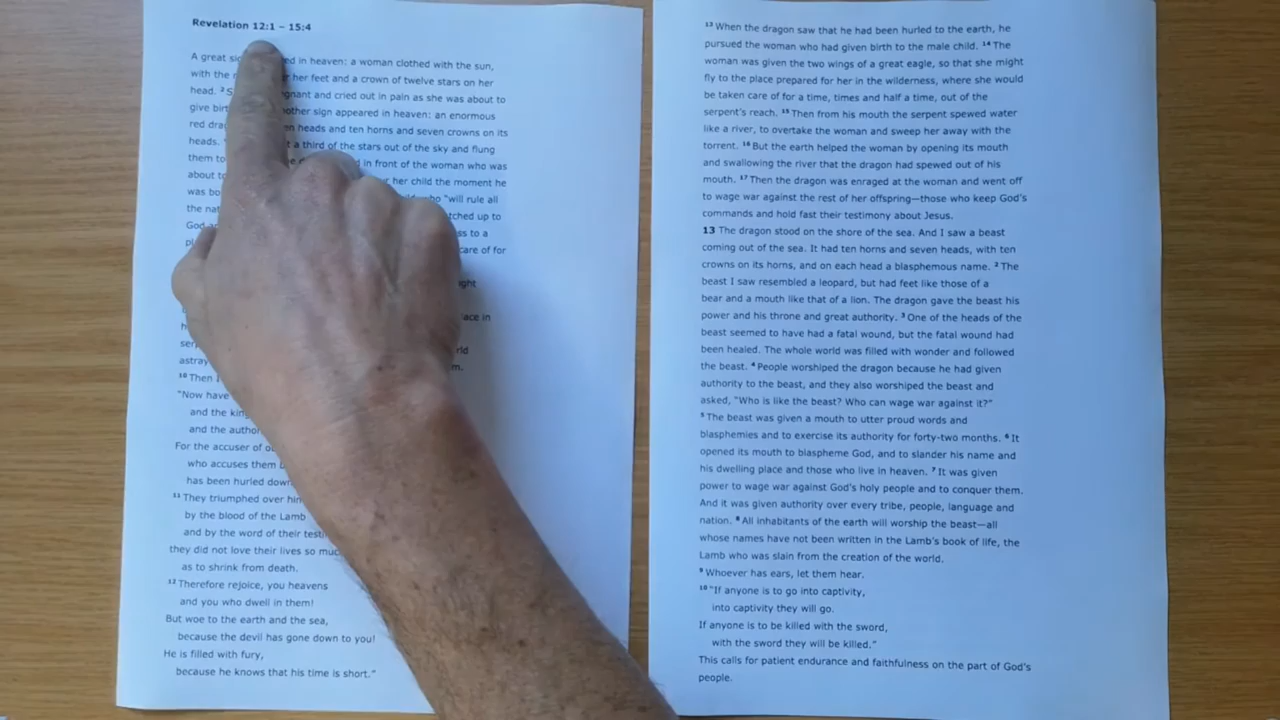 Revelation 12:1 – 15:4
A great ed in heaven: a woman clothed with the sun,
with the her feet and a crown of twelve stars on her
head. ² and cried out in pain as she was about to
give sign appeared in heaven: an enormous
red heads and ten horns and seven crowns on its
heads. a third of the stars out of the sky and flung
them to in front of the woman who was
about her child the moment he
was "will rule all
the up to
God to a
care of for
in
astray
¹⁰ Then
"Now have
and the
and the
For the accuser of
who accuses them
has been hurled down
¹¹ They triumphed over
by the blood of the Lamb
and by the word of their
they did not love their lives so
as to shrink from death.
¹² Therefore rejoice, you heavens
and you who dwell in them!
But woe to the earth and the sea,
because the devil has gone down to you!
He is filled with fury,
because he knows that his time is short."
¹³ When the dragon saw that he had been hurled to the earth, he
pursued the woman who had given birth to the male child. ¹⁴ The
woman was given the two wings of a great eagle, so that she might
fly to the place prepared for her in the wilderness, where she would
be taken care of for a time, times and half a time, out of the
serpent's reach. ¹⁵ Then from his mouth the serpent spewed water
like a river, to overtake the woman and sweep her away with the
torrent. ¹⁶ But the earth helped the woman by opening its mouth
and swallowing the river that the dragon had spewed out of his
mouth. ¹⁷ Then the dragon was enraged at the woman and went off
to wage war against the rest of her offspring—those who keep God's
commands and hold fast their testimony about Jesus.
13 The dragon stood on the shore of the sea. And I saw a beast
coming out of the sea. It had ten horns and seven heads, with ten
crowns on its horns, and on each head a blasphemous name. ² The
beast I saw resembled a leopard, but had feet like those of a
bear and a mouth like that of a lion. The dragon gave the beast his
power and his throne and great authority. ³ One of the heads of the
beast seemed to have had a fatal wound, but the fatal wound had
been healed. The whole world was filled with wonder and followed
the beast. ⁴ People worshiped the dragon because he had given
authority to the beast, and they also worshiped the beast and
asked, "Who is like the beast? Who can wage war against it?"
⁵ The beast was given a mouth to utter proud words and
blasphemies and to exercise its authority for forty-two months. ⁶ It
opened its mouth to blaspheme God, and to slander his name and
his dwelling place and those who live in heaven. ⁷ It was given
power to wage war against God's holy people and to conquer them.
And it was given authority over every tribe, people, language and
nation. ⁸ All inhabitants of the earth will worship the beast—all
whose names have not been written in the Lamb's book of life, the
Lamb who was slain from the creation of the world.
⁹ Whoever has ears, let them hear.
¹⁰ "If anyone is to go into captivity,
into captivity they will go.
If anyone is to be killed with the sword,
with the sword they will be killed."
This calls for patient endurance and faithfulness on the part of God's
people.